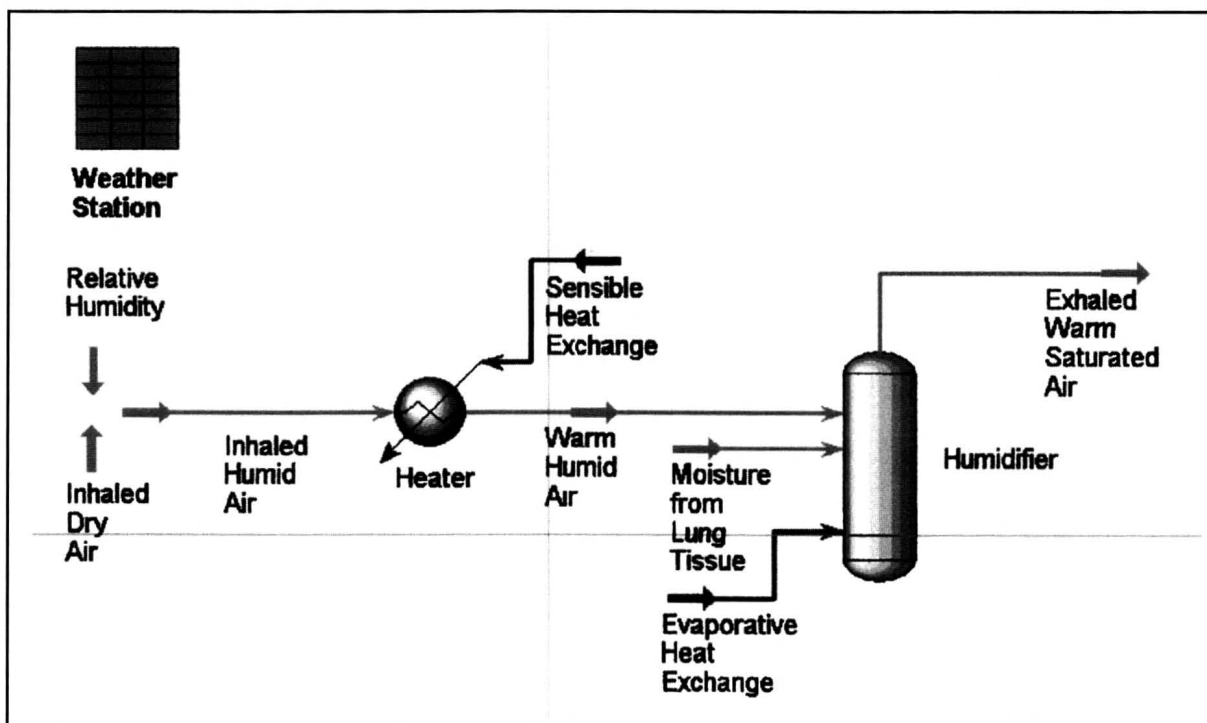 Weather
Station
Relative
Humidity
Sensible
Heat
Exchange
Exhaled
Warm
Saturated
Air
Inhaled
Humid
Air
Heater
Warm
Humid
Air
Moisture
from
Lung
Tissue
Humidifier
Inhaled
Dry
Air
Evaporative
Heat
Exchange